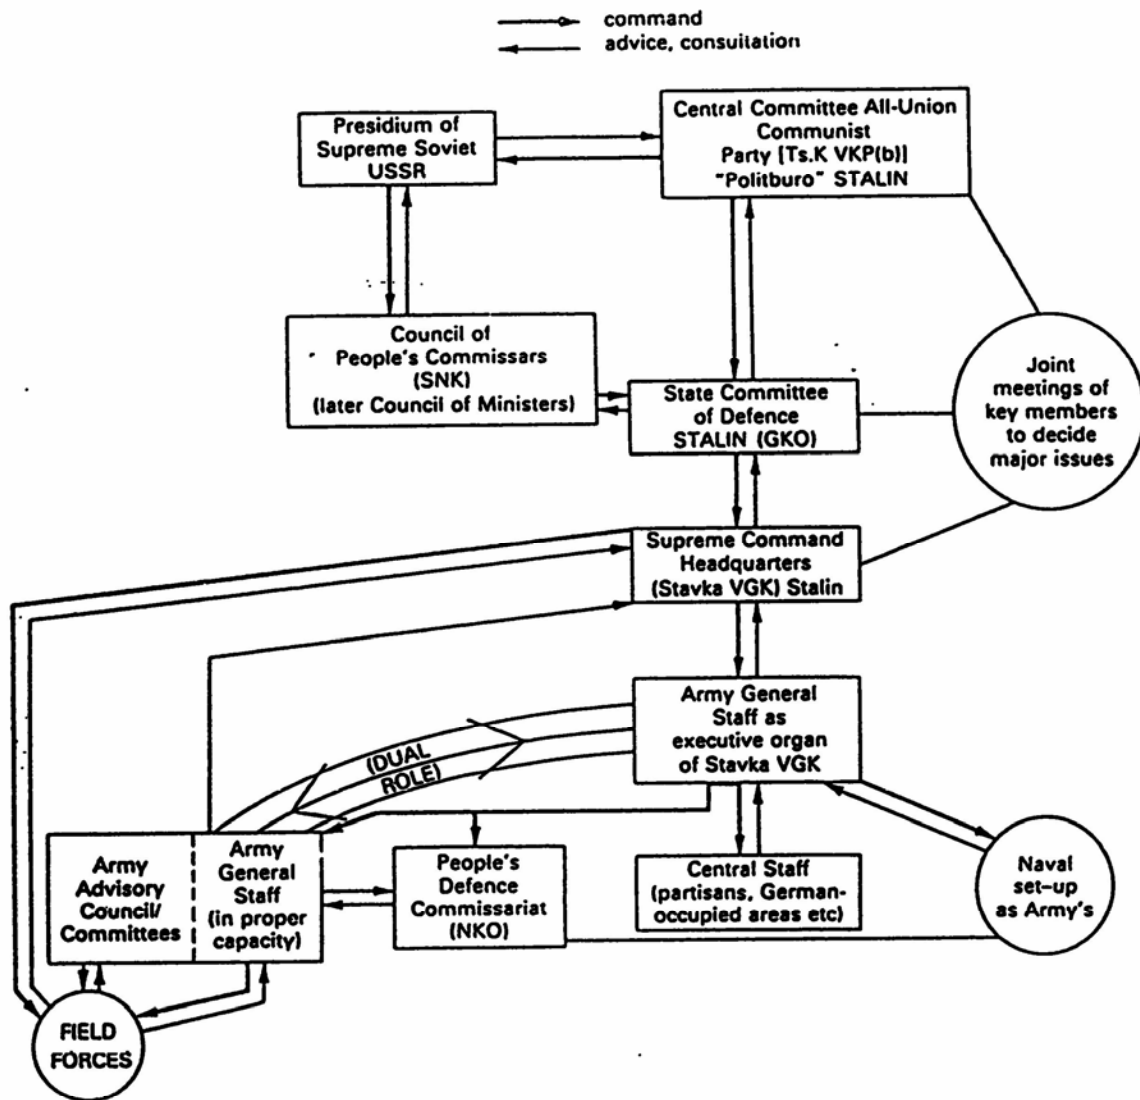 command
advice, consultation
Presidium of
Supreme Soviet
USSR
Central Committee All-Union
Communist
Party [Ts.K VKP(b)]
"Politburo" STALIN
Council of
People's Commissars
(SNK)
(later Council of Ministers)
State Committee
of Defence
STALIN (GKO)
Joint
meetings of
key members
to decide
major issues
Supreme Command
Headquarters
(Stavka VGK) Stalin
Army General
Staff as
executive organ
of Stavka VGK
(DUAL
ROLE)
Army
Advisory
Council/
Committees
Army
General
Staff
(in proper
capacity)
People's
Defence
Commissariat
(NKO)
Central Staff
(partisans, German-
occupied areas etc)
Naval
set-up
as Army's
FIELD
FORCES